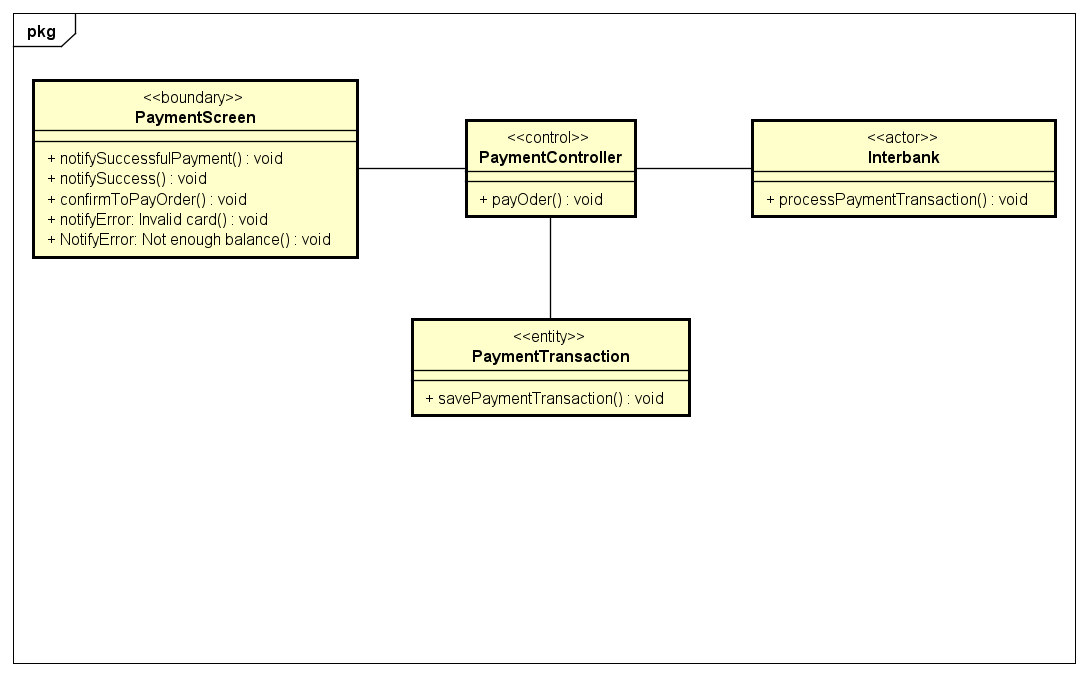 pkg
<<boundary>>
PaymentScreen
+ notifySuccessfulPayment() : void
+ notifySuccess() : void
+ confirmToPayOrder() : void
+ notifyError: Invalid card() : void
+ NotifyError: Not enough balance() : void
<<control>>
PaymentController
+ payOder() : void
<<actor>>
Interbank
+ processPaymentTransaction() : void
<<entity>>
PaymentTransaction
+ savePaymentTransaction() : void